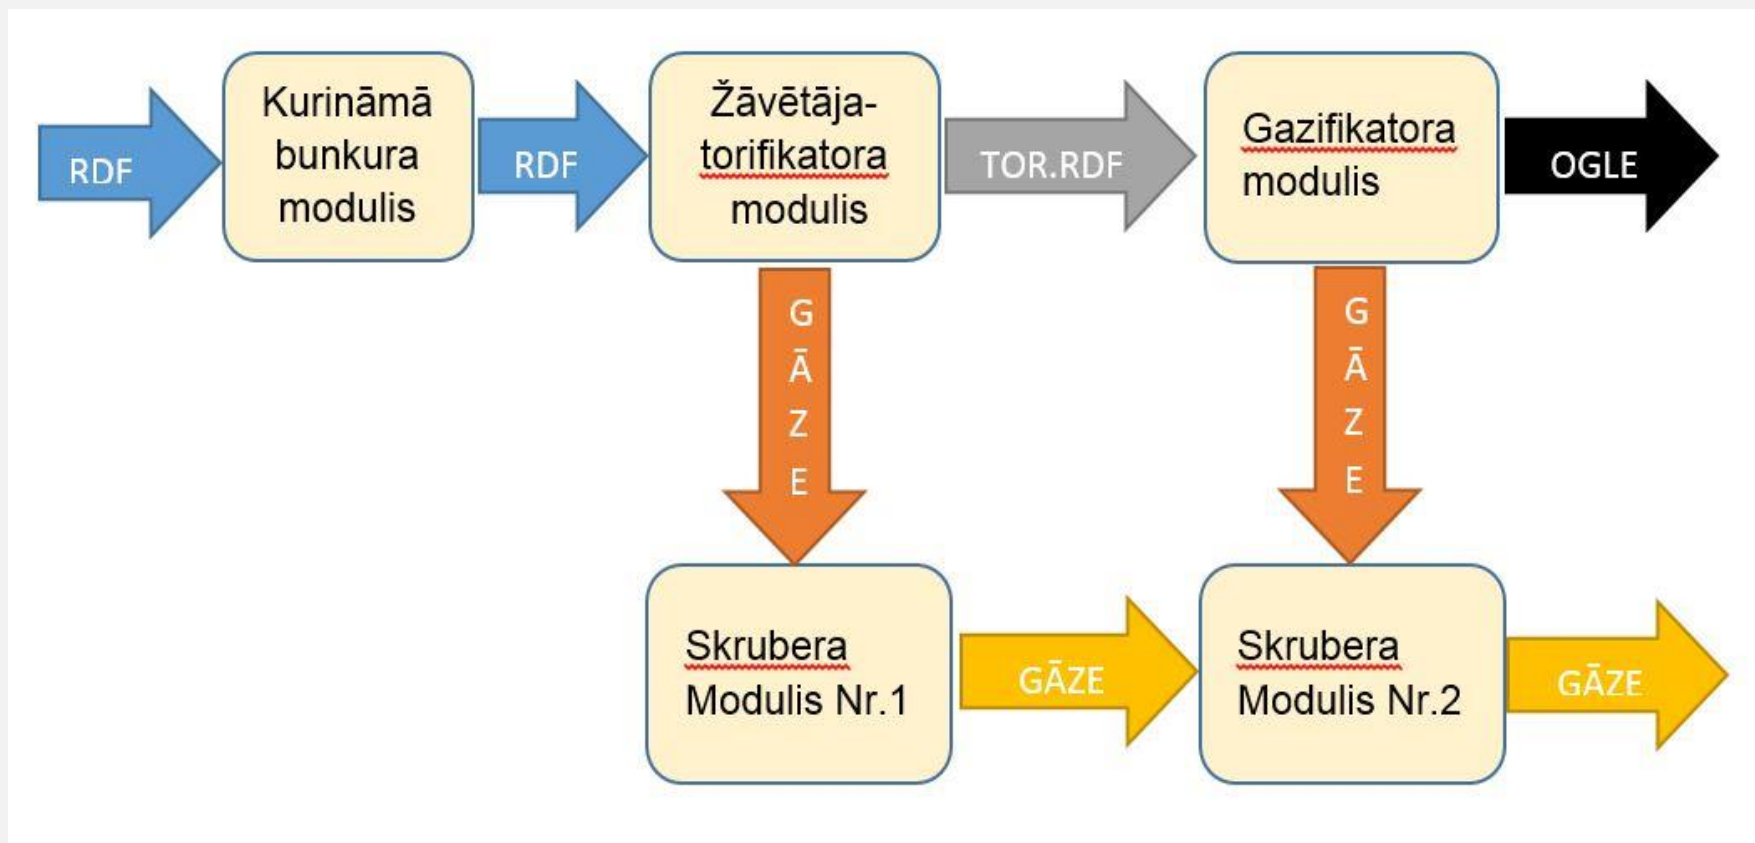 RDF
Kurināmā
bunkura
modulis
RDF
Žāvētāja-
torifikatora
modulis
TOR.RDF
Gazifikatora
modulis
OGLE
G
Ā
Z
E
G
Ā
Z
E
Skrubera
Modulis Nr.1
GĀZE
Skrubera
Modulis Nr.2
GĀZE